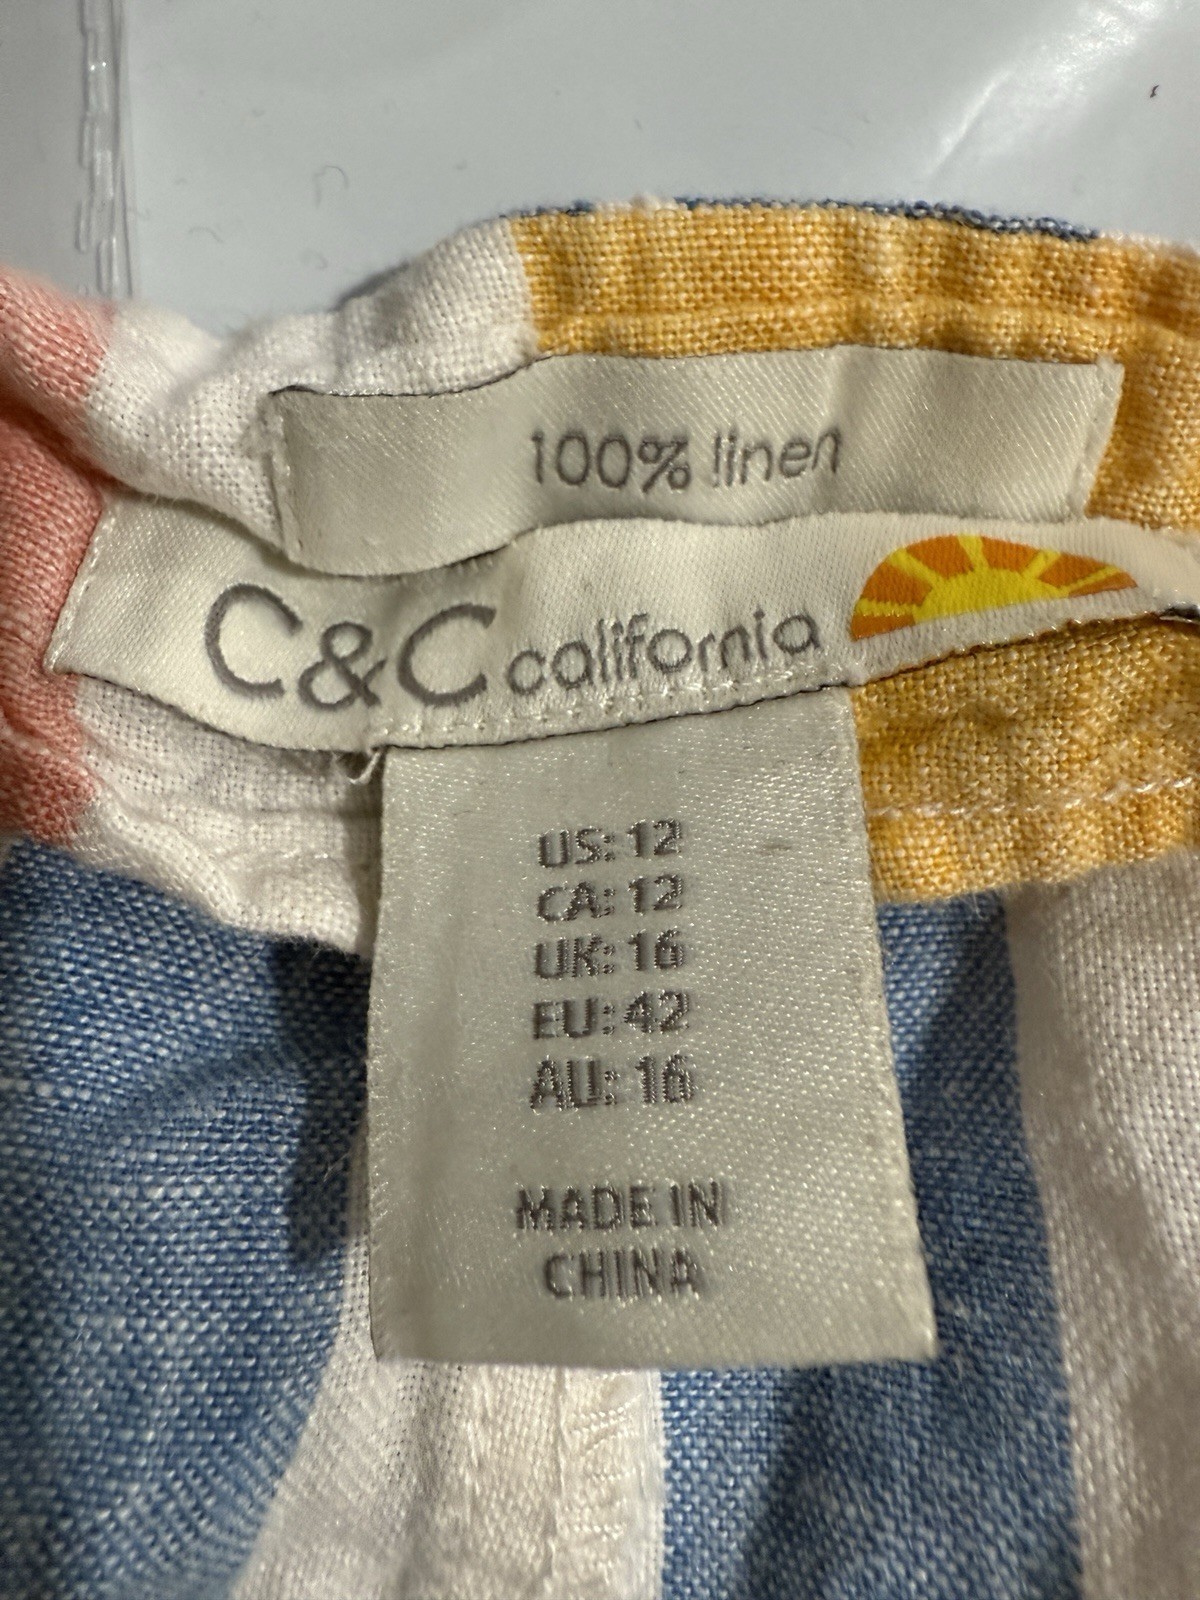 100% linen
C&C california
US: 12
CA: 12
UK: 16
EU: 42
AU: 16
MADE IN
CHINA